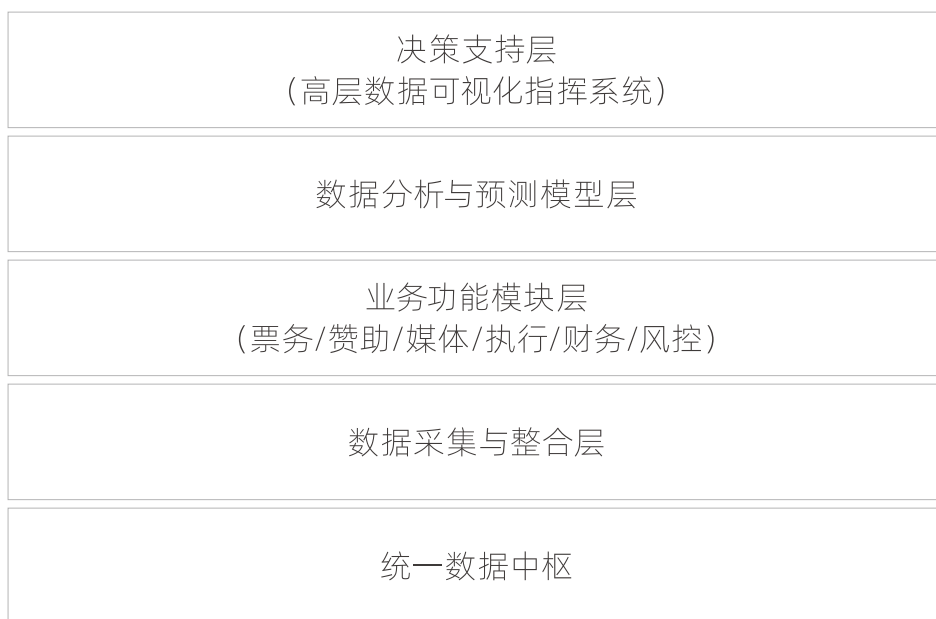 决策支持层
（高层数据可视化指挥系统）
数据分析与预测模型层
业务功能模块层
（票务/赞助/媒体/执行/财务/风控）
数据采集与整合层
统一数据中枢